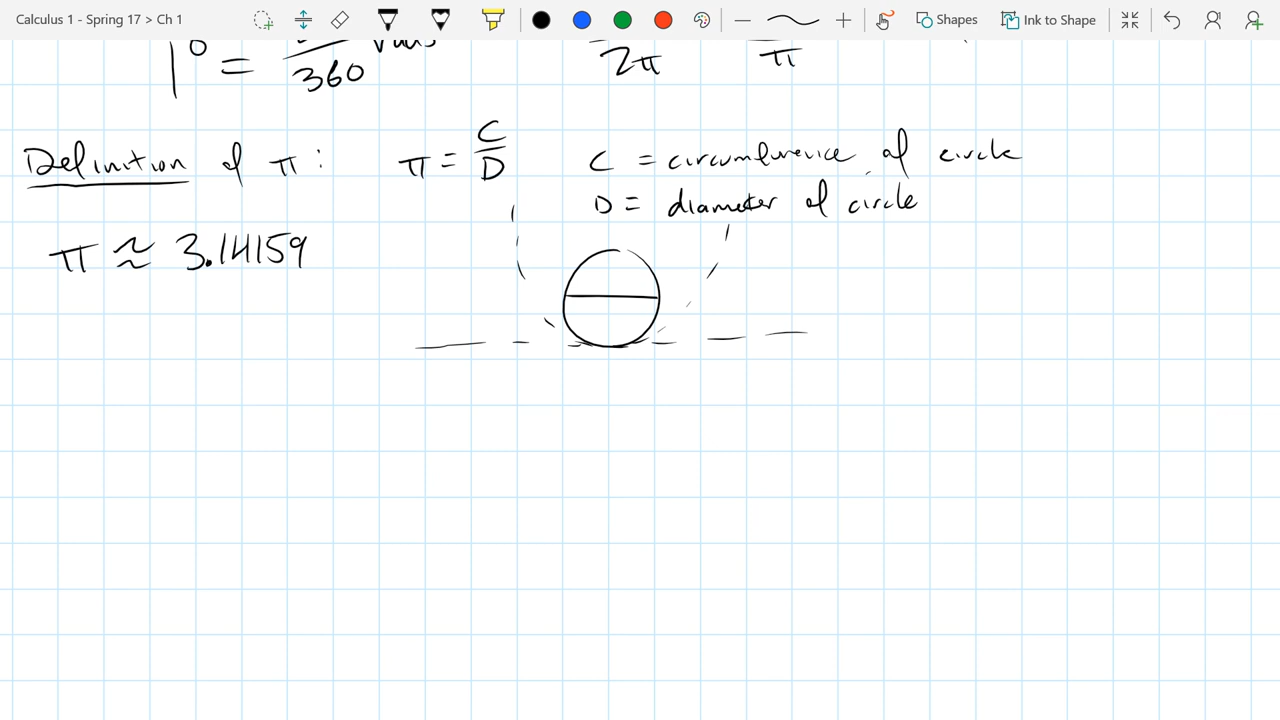 Calculus 1 - Spring 17 > Ch 1
Shapes
Ink to Shape
1° = 360
2π
π
Definition of π : π = C/D
C = circumference of circle
D = diameter of circle
π ≈ 3.14159